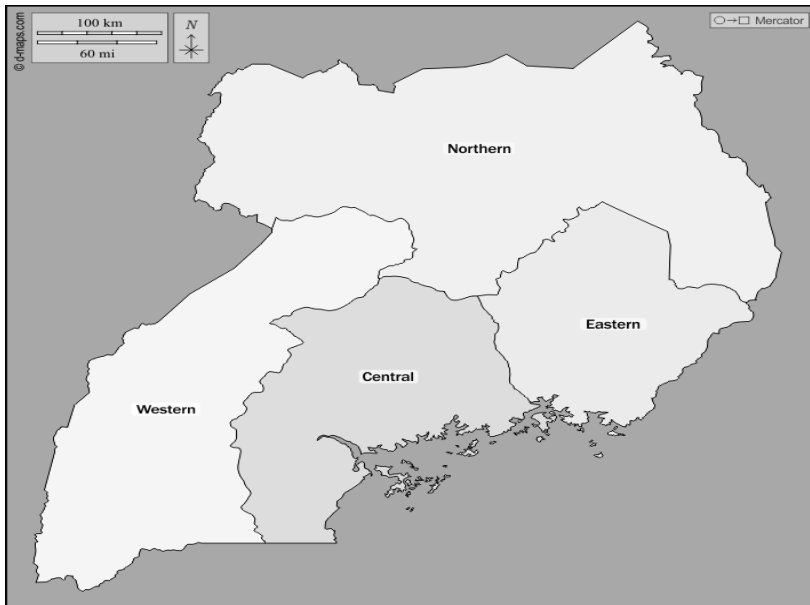 100 km
60 mi
N
© d-maps.com
Mercator
Northern
Eastern
Central
Western